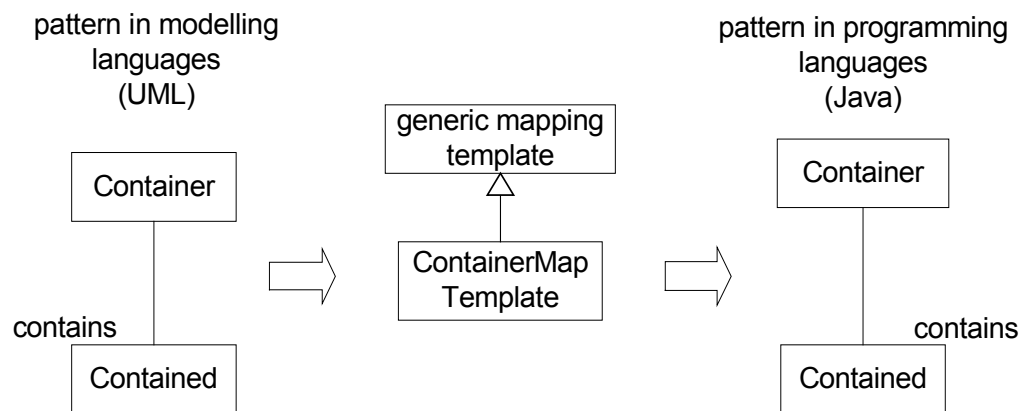 pattern in modelling
languages
(UML)
Container
contains
Contained
generic mapping
template
ContainerMap
Template
pattern in programming
languages
(Java)
Container
contains
Contained